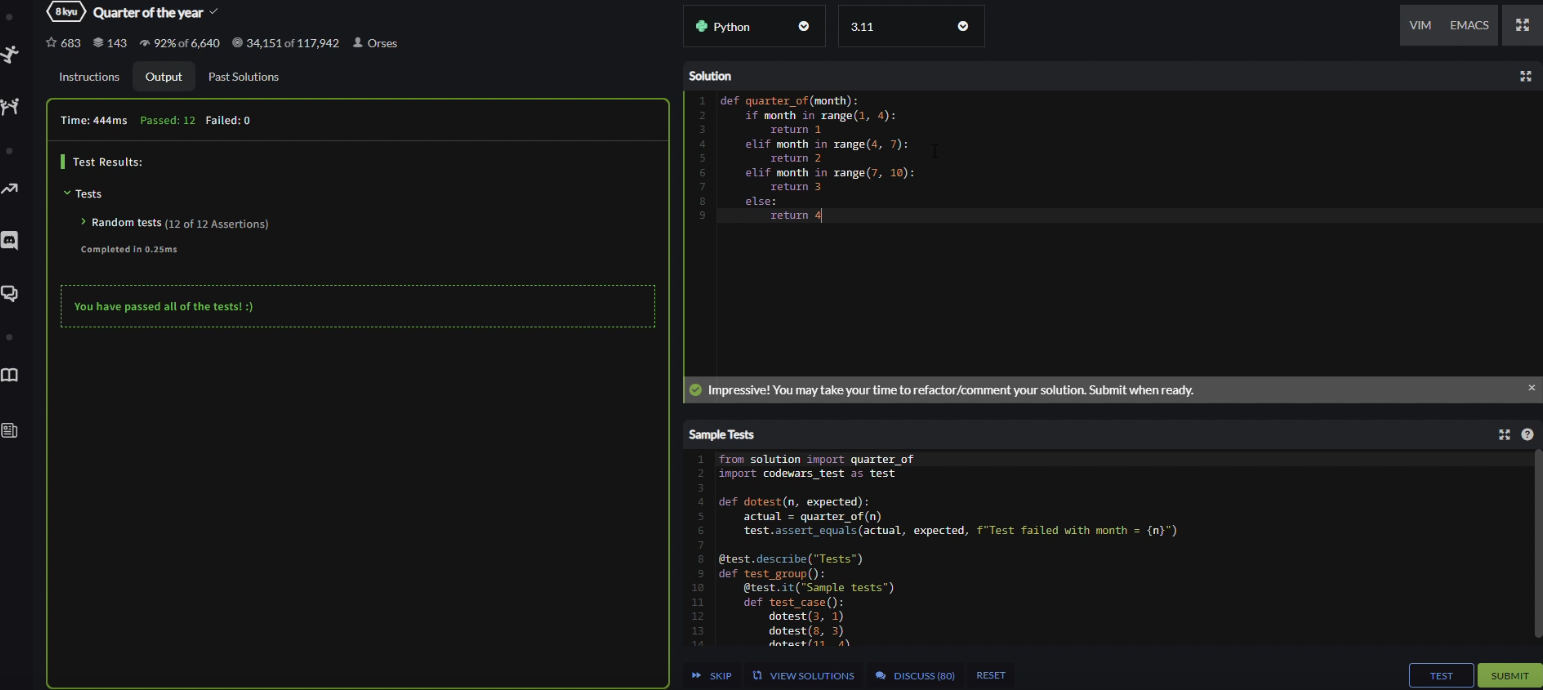 8 kyu Quarter of the year
683 143 92% of 6,640 34,151 of 117,942 Orses
Instructions Output Past Solutions
Time: 444ms Passed: 12 Failed: 0
Test Results:
Tests
Random tests (12 of 12 Assertions)
Completed in 0.25ms
You have passed all of the tests! :)
Python 3.11 VIM EMACS
Solution
1 def quarter_of(month):
2 if month in range(1, 4):
3 return 1
4 elif month in range(4, 7):
5 return 2
6 elif month in range(7, 10):
7 return 3
8 else:
9 return 4
Impressive! You may take your time to refactor/comment your solution. Submit when ready.
Sample Tests
1 from solution import quarter_of
2 import codewars_test as test
3
4 def dotest(n, expected):
5 actual = quarter_of(n)
6 test.assert_equals(actual, expected, f"Test failed with month = {n}")
7
8 @test.describe("Tests")
9 def test_group():
10 @test.it("Sample tests")
11 def test_case():
12 dotest(3, 1)
13 dotest(8, 3)
14 dotest(11, 4)
SKIP VIEW SOLUTIONS DISCUSS (80) RESET TEST SUBMIT